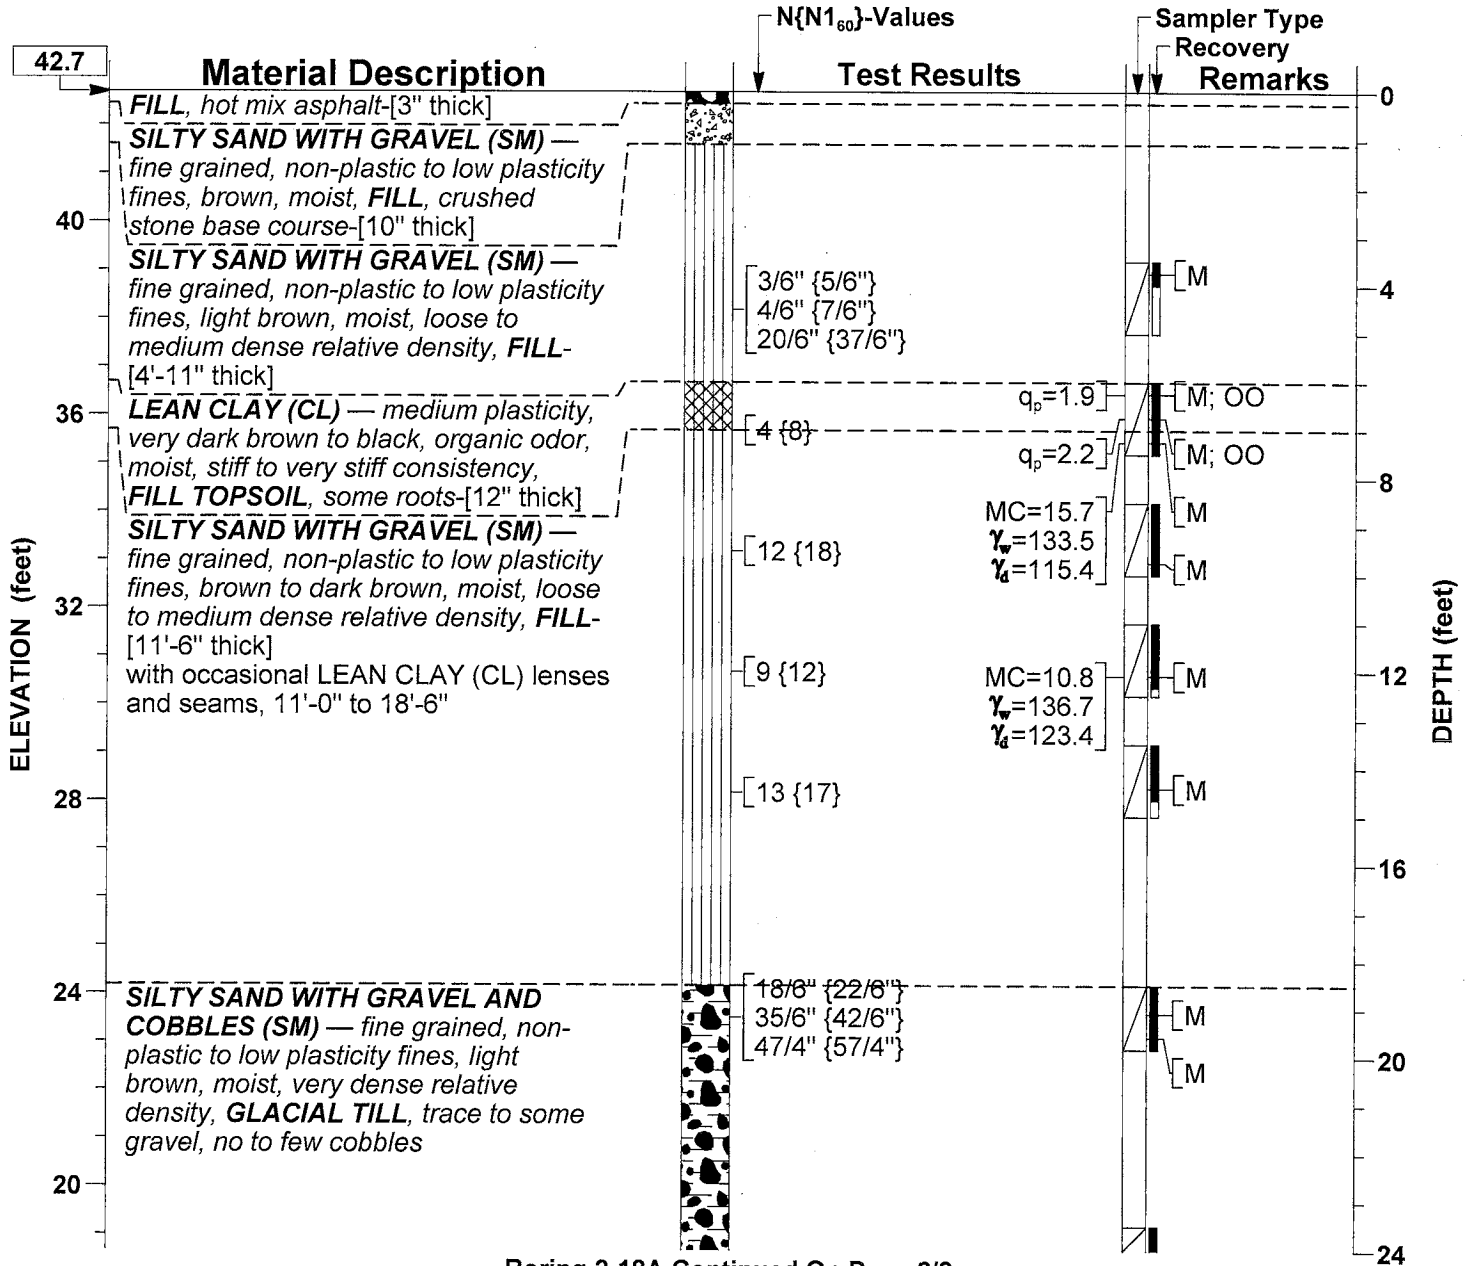 N{N1₆₀}-Values
Sampler Type
Recovery
42.7
Material Description
Test Results
Remarks
FILL, hot mix asphalt-[3" thick]
SILTY SAND WITH GRAVEL (SM) —
fine grained, non-plastic to low plasticity
fines, brown, moist, FILL, crushed
stone base course-[10" thick]
SILTY SAND WITH GRAVEL (SM) —
fine grained, non-plastic to low plasticity
fines, light brown, moist, loose to
medium dense relative density, FILL-
[4'-11" thick]
LEAN CLAY (CL) — medium plasticity,
very dark brown to black, organic odor,
moist, stiff to very stiff consistency,
FILL TOPSOIL, some roots-[12" thick]
SILTY SAND WITH GRAVEL (SM) —
fine grained, non-plastic to low plasticity
fines, brown to dark brown, moist, loose
to medium dense relative density, FILL-
[11'-6" thick]
with occasional LEAN CLAY (CL) lenses
and seams, 11'-0" to 18'-6"
SILTY SAND WITH GRAVEL AND
COBBLES (SM) — fine grained, non-
plastic to low plasticity fines, light
brown, moist, very dense relative
density, GLACIAL TILL, trace to some
gravel, no to few cobbles
ELEVATION (feet)
40
36
32
28
24
20
3/6" {5/6"}
4/6" {7/6"}
20/6" {37/6"}
4 {8}
12 {18}
9 {12}
13 {17}
18/6" {22/6"}
35/6" {42/6"}
47/4" {57/4"}
qₚ=1.9
qₚ=2.2
MC=15.7
γw=133.5
γd=115.4
MC=10.8
γw=136.7
γd=123.4
M
M; OO
M; OO
M
M
M
M
M
M
0
4
8
12
16
20
24
DEPTH (feet)